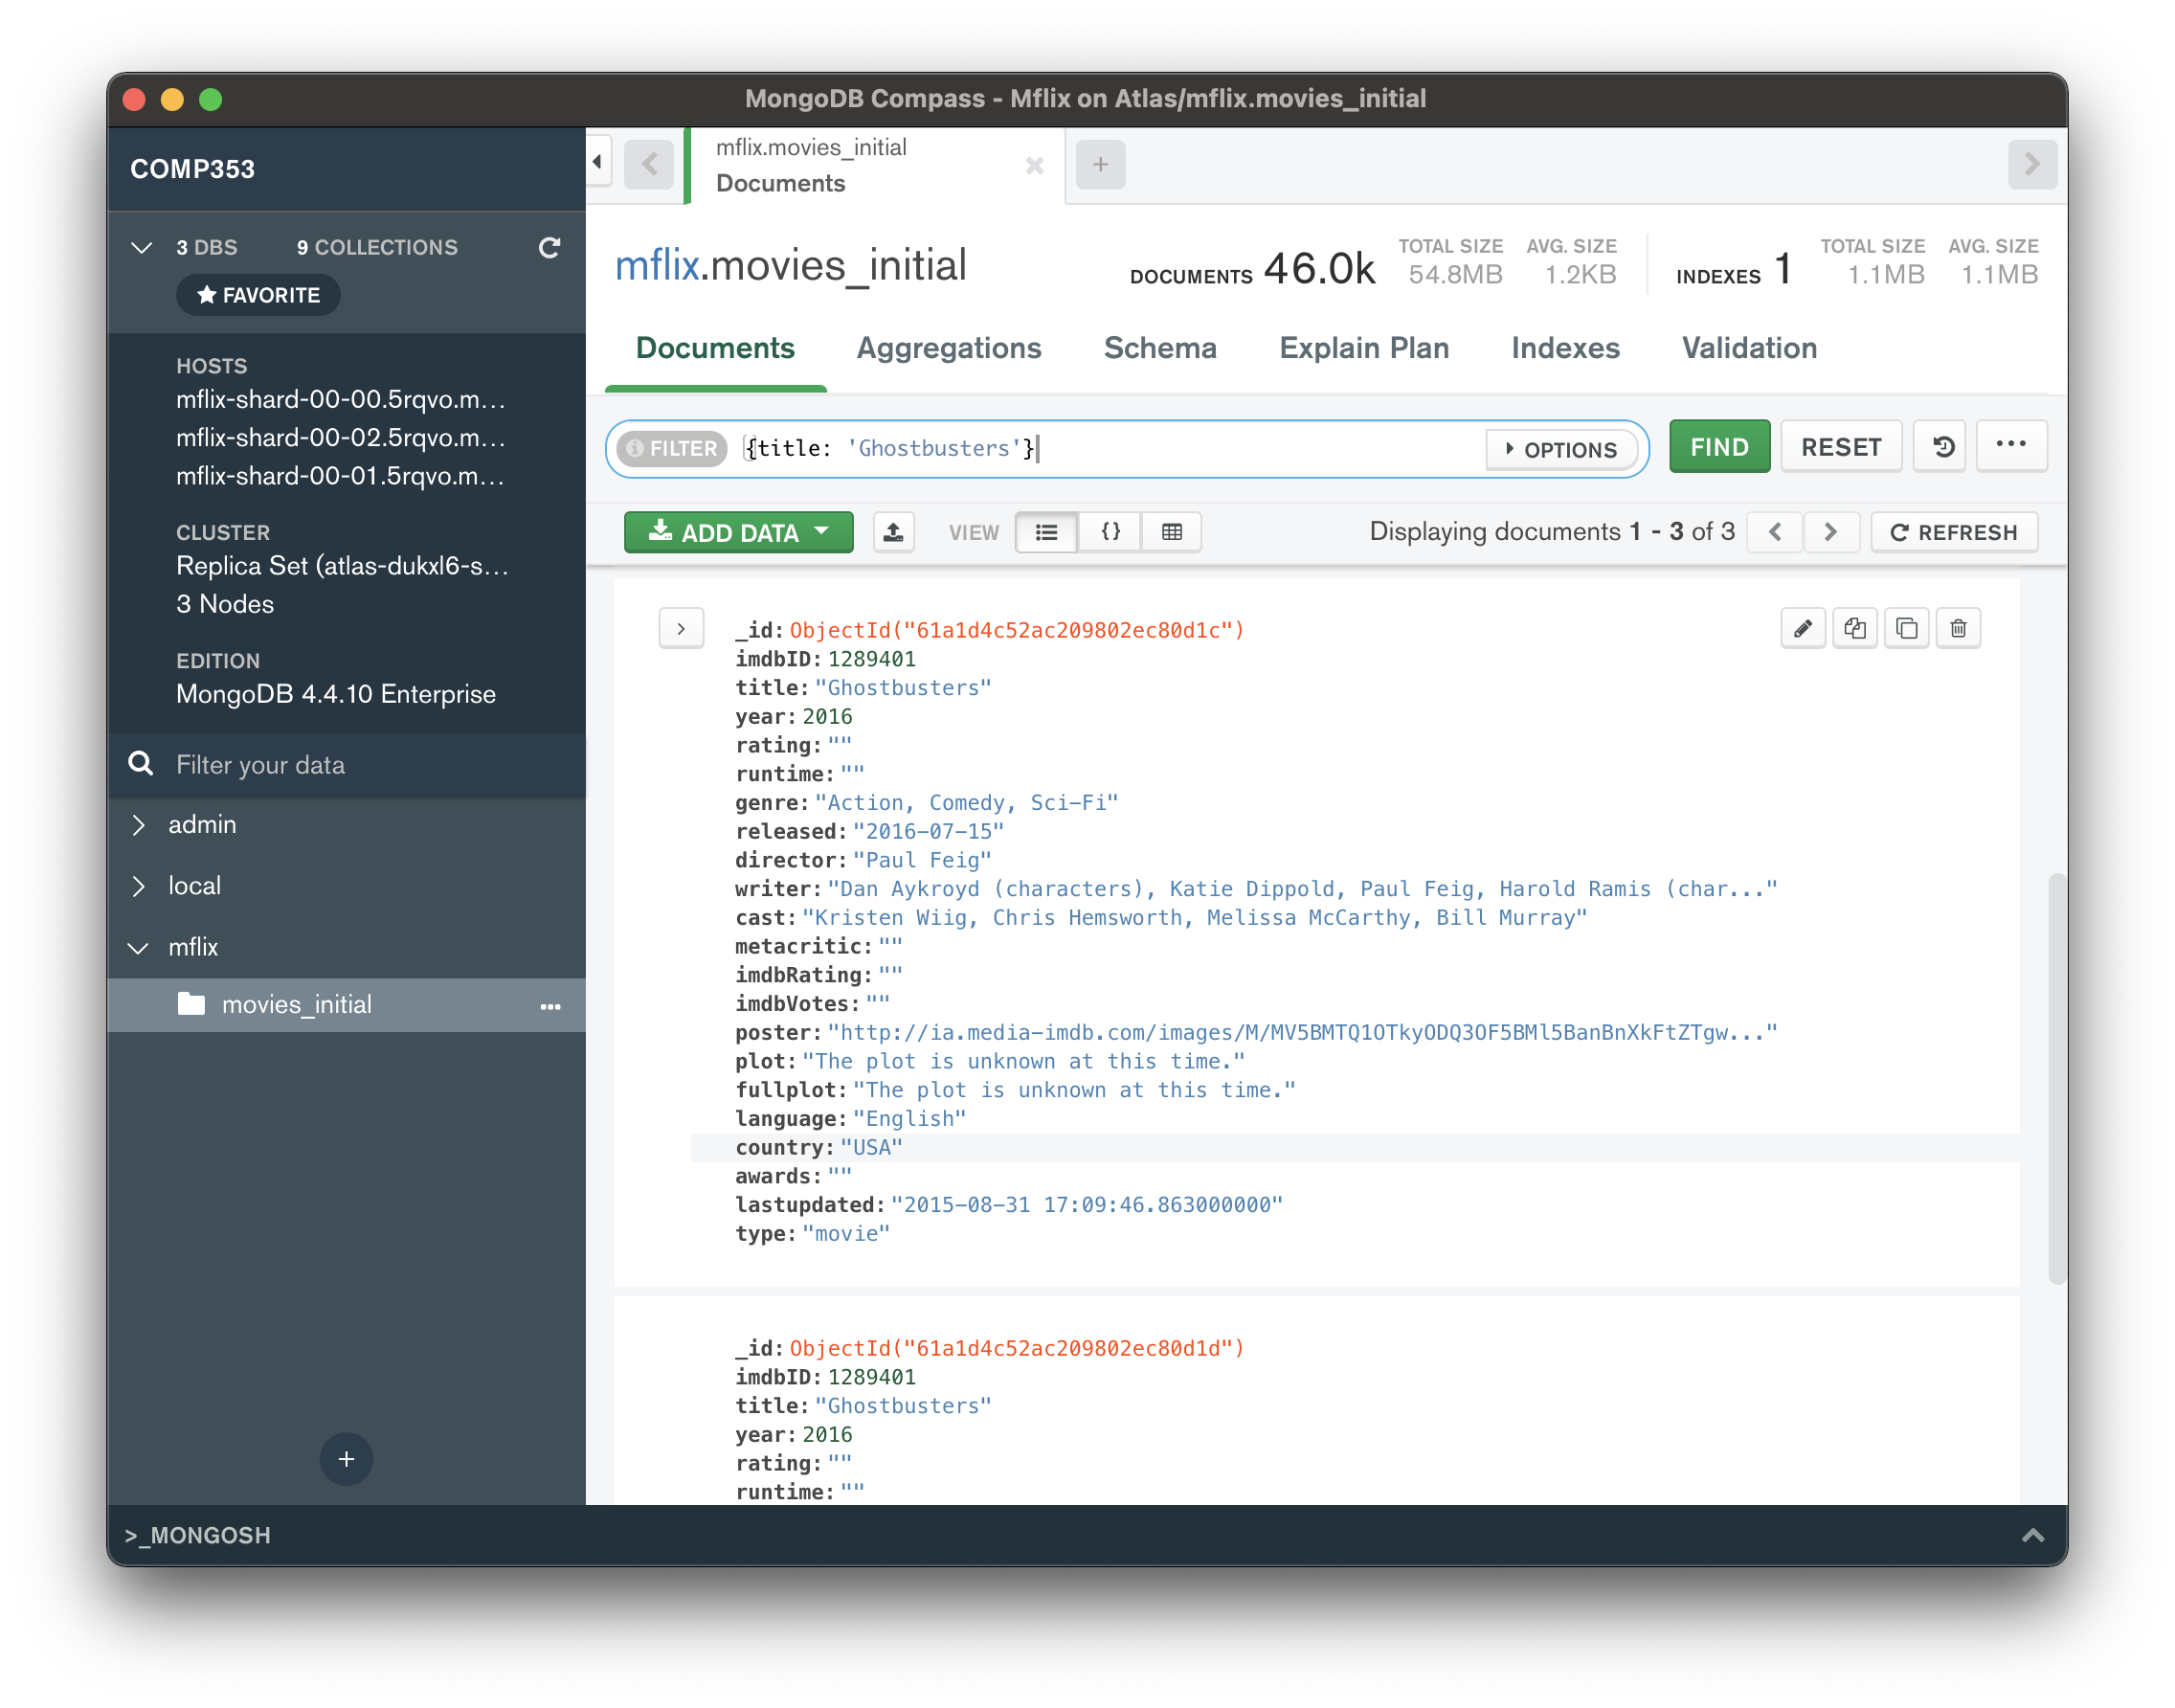 MongoDB Compass - Mflix on Atlas/mflix.movies_initial
COMP353
3 DBS 9 COLLECTIONS
FAVORITE
HOSTS
mflix-shard-00-00.5rqvo.m...
mflix-shard-00-02.5rqvo.m...
mflix-shard-00-01.5rqvo.m...
CLUSTER
Replica Set (atlas-dukxl6-s...
3 Nodes
EDITION
MongoDB 4.4.10 Enterprise
Filter your data
admin
local
mflix
movies_initial
mflix.movies_initial
Documents
mflix.movies_initial
DOCUMENTS 46.0k TOTAL SIZE 54.8MB AVG. SIZE 1.2KB
INDEXES 1 TOTAL SIZE 1.1MB AVG. SIZE 1.1MB
Documents Aggregations Schema Explain Plan Indexes Validation
FILTER {title: 'Ghostbusters'} OPTIONS FIND RESET
ADD DATA VIEW {} Displaying documents 1 - 3 of 3 REFRESH
_id: ObjectId("61a1d4c52ac209802ec80d1c")
imdbID: 1289401
title: "Ghostbusters"
year: 2016
rating: ""
runtime: ""
genre: "Action, Comedy, Sci-Fi"
released: "2016-07-15"
director: "Paul Feig"
writer: "Dan Aykroyd (characters), Katie Dippold, Paul Feig, Harold Ramis (char..."
cast: "Kristen Wiig, Chris Hemsworth, Melissa McCarthy, Bill Murray"
metacritic: ""
imdbRating: ""
imdbVotes: ""
poster: "http://ia.media-imdb.com/images/M/MV5BMTQ1OTkyODQ3OF5BMl5BanBnXkFtZTgw..."
plot: "The plot is unknown at this time."
fullplot: "The plot is unknown at this time."
language: "English"
country: "USA"
awards: ""
lastupdated: "2015-08-31 17:09:46.863000000"
type: "movie"
_id: ObjectId("61a1d4c52ac209802ec80d1d")
imdbID: 1289401
title: "Ghostbusters"
year: 2016
rating: ""
runtime: ""
>_MONGOSH